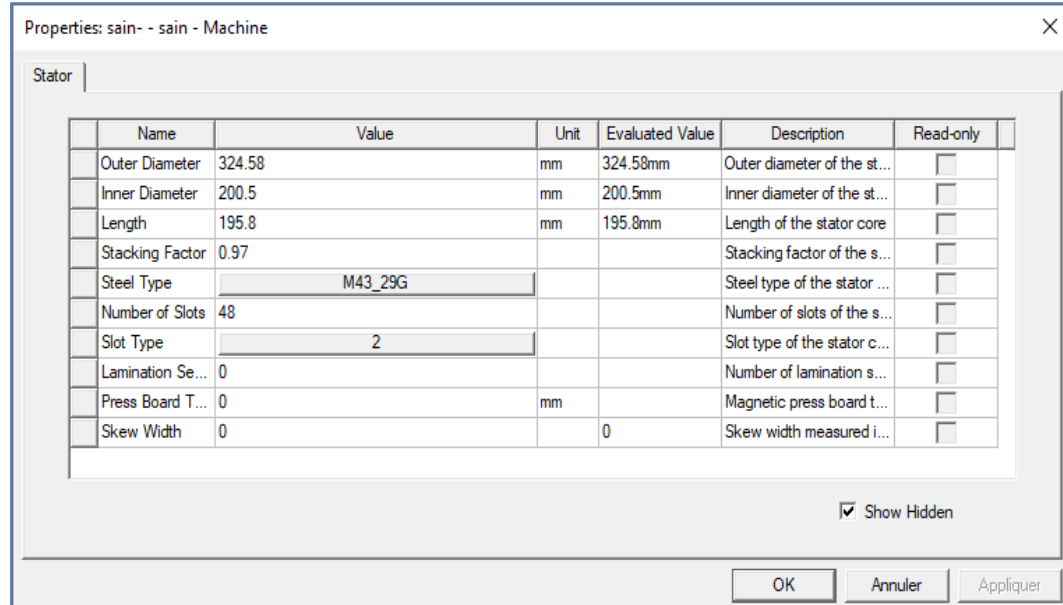 Properties: sain- - sain - Machine
Stator
Name Value Unit Evaluated Value Description Read-only
Outer Diameter 324.58 mm 324.58mm Outer diameter of the st...
Inner Diameter 200.5 mm 200.5mm Inner diameter of the st...
Length 195.8 mm 195.8mm Length of the stator core
Stacking Factor 0.97 Stacking factor of the s...
Steel Type M43_29G Steel type of the stator ...
Number of Slots 48 Number of slots of the s...
Slot Type 2 Slot type of the stator c...
Lamination Se... 0 Number of lamination s...
Press Board T... 0 mm Magnetic press board t...
Skew Width 0 0 Skew width measured i...
Show Hidden
OK Annuler Appliquer